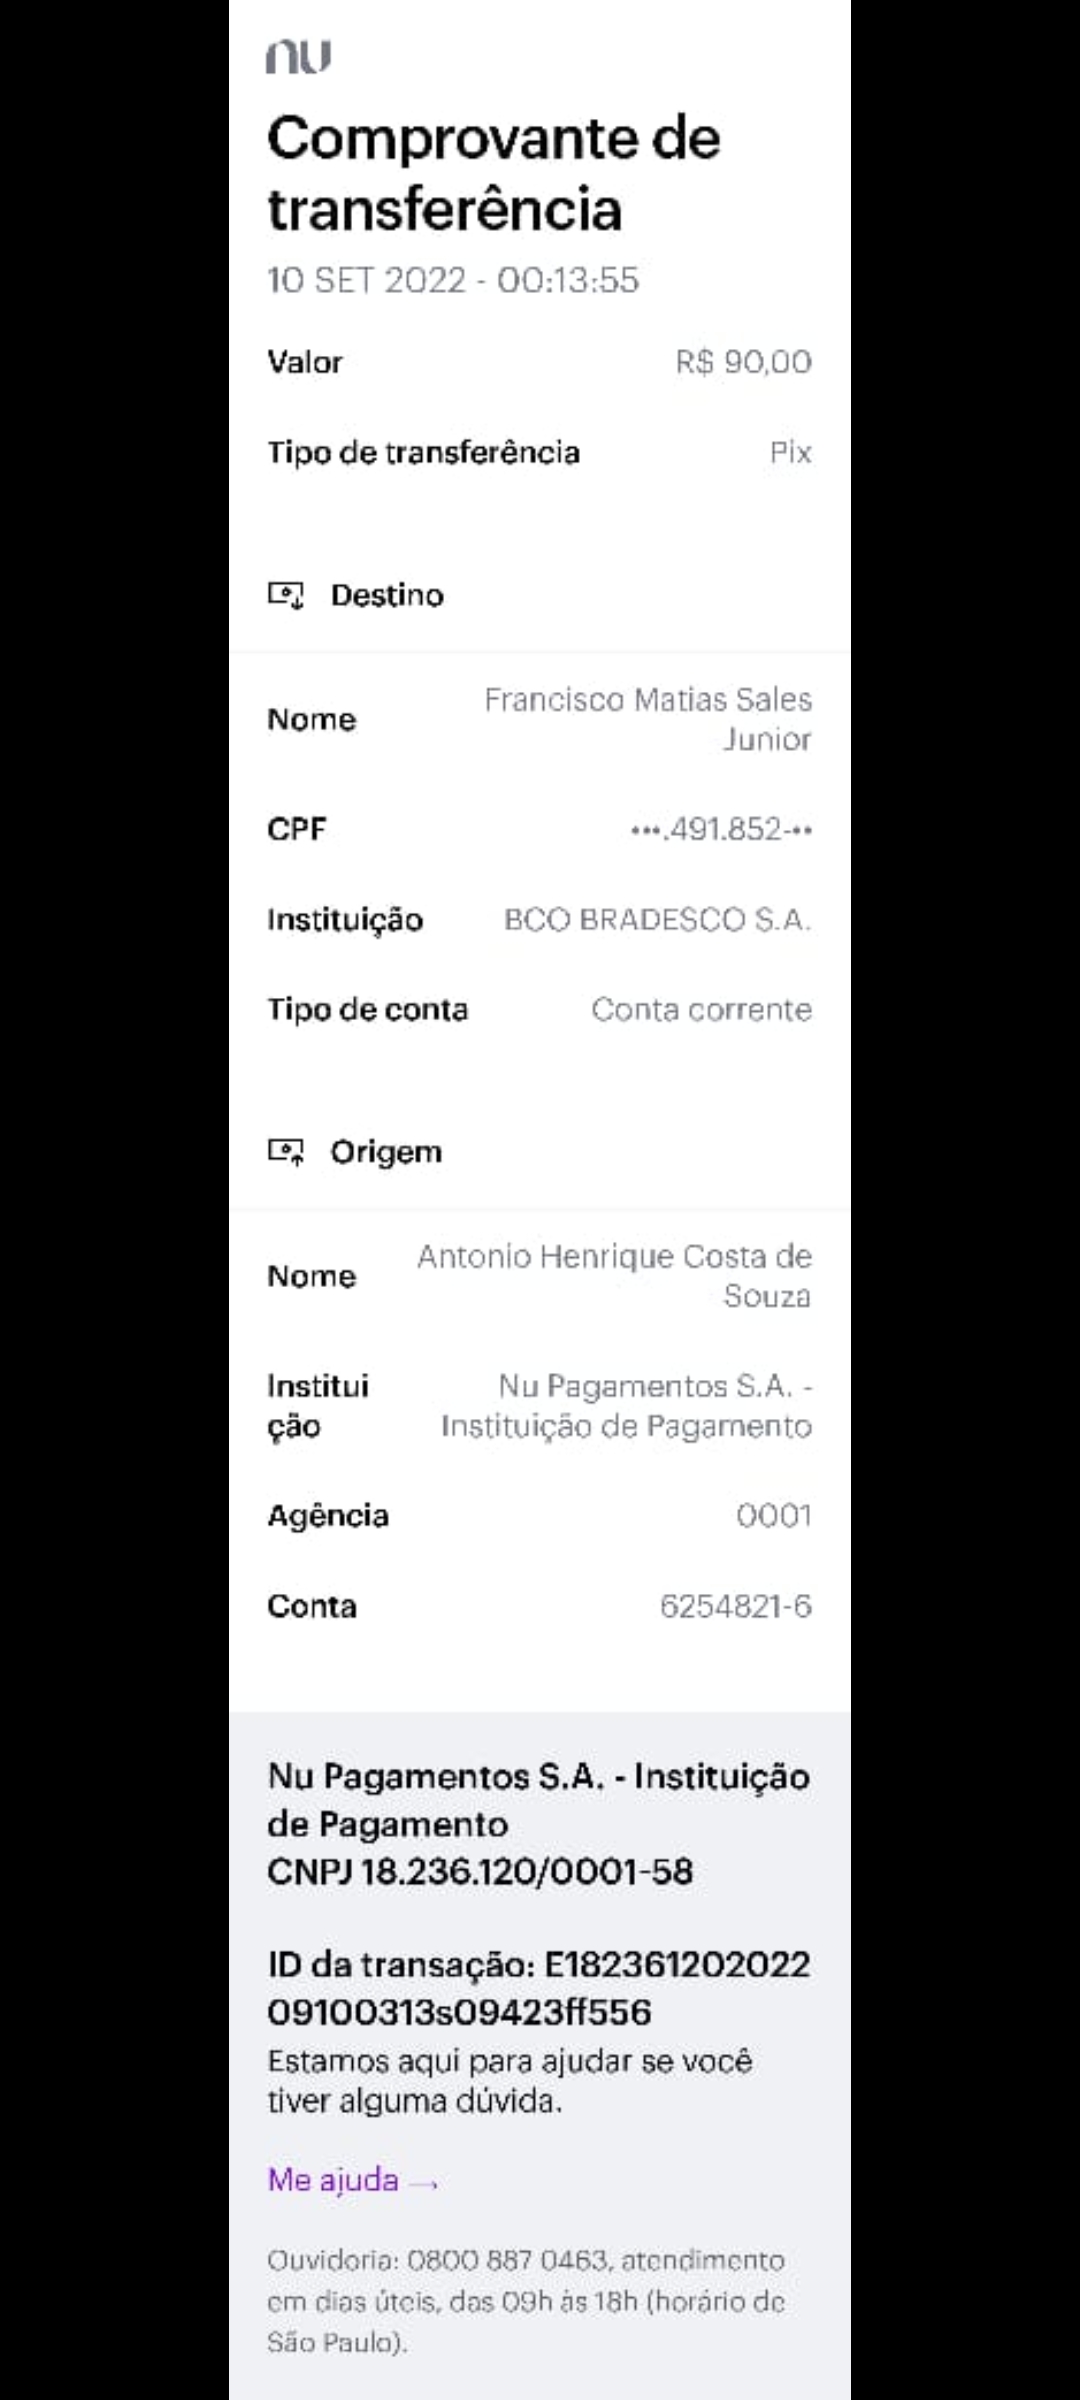 nu
Comprovante de
transferência
10 SET 2022 - 00:13:55
Valor R$ 90,00
Tipo de transferência Pix
Destino
Nome Francisco Matias Sales
Junior
CPF •••.491.852-••
Instituição BCO BRADESCO S.A.
Tipo de conta Conta corrente
Origem
Nome Antonio Henrique Costa de
Souza
Institui Nu Pagamentos S.A. -
ção Instituição de Pagamento
Agência 0001
Conta 6254821-6
Nu Pagamentos S.A. - Instituição
de Pagamento
CNPJ 18.236.120/0001-58
ID da transação: E182361202022
09100313s09423ff556
Estamos aqui para ajudar se você
tiver alguma dúvida.
Me ajuda →
Ouvidoria: 0800 887 0463, atendimento
em dias úteis, das 09h às 18h (horário de
São Paulo).